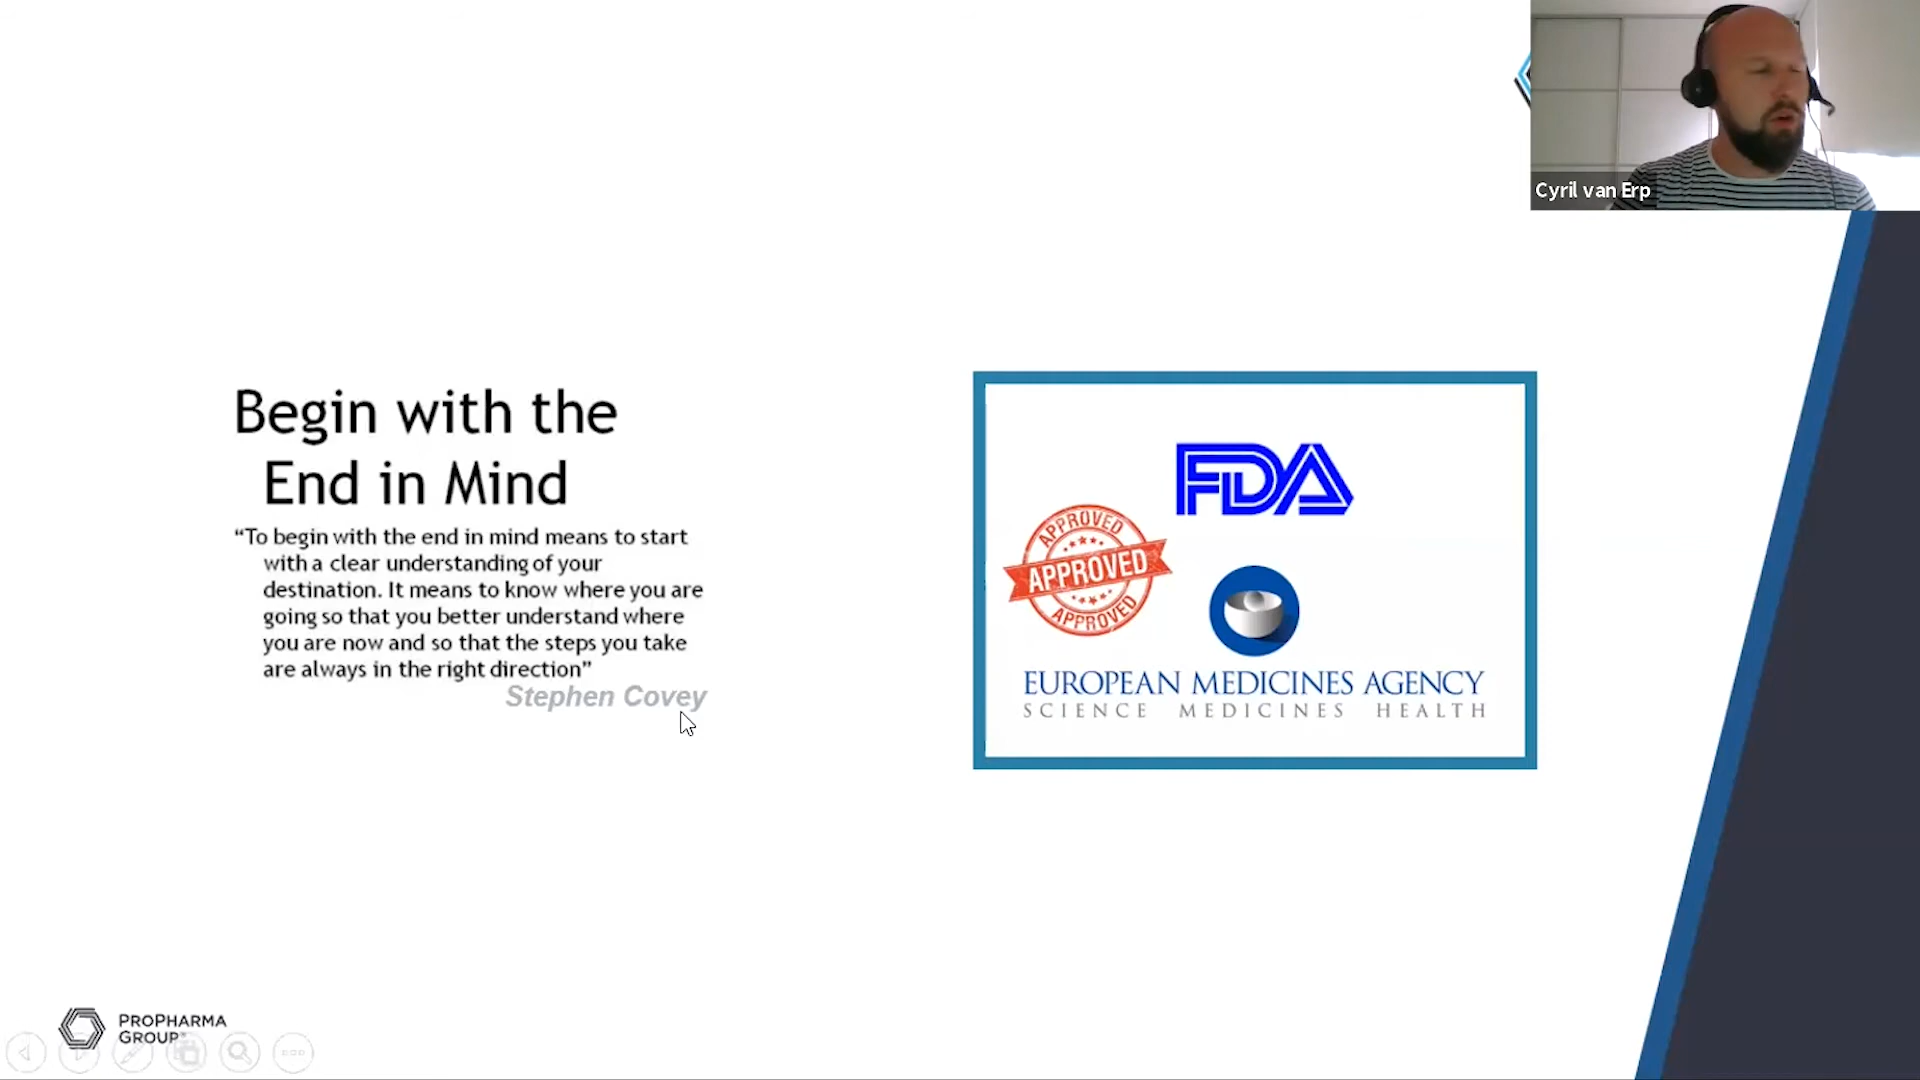 Cyril van Erp
Begin with the
End in Mind
“To begin with the end in mind means to start
with a clear understanding of your
destination. It means to know where you are
going so that you better understand where
you are now and so that the steps you take
are always in the right direction”
Stephen Covey
FDA
APPROVED
APPROVED
APPROVED
EUROPEAN MEDICINES AGENCY
SCIENCE MEDICINES HEALTH
PROPHARMA
GROUP